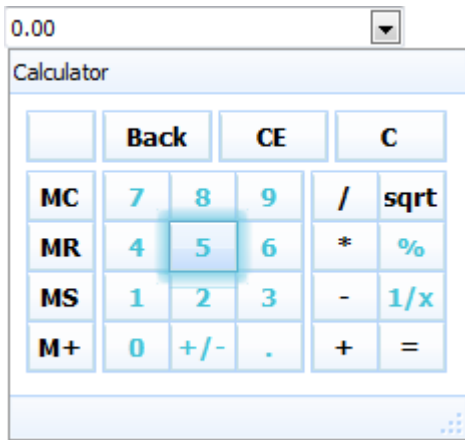 0.00
Calculator
Back CE C
MC 7 8 9 / sqrt
MR 4 5 6 * %
MS 1 2 3 - 1/x
M+ 0 +/- . + =